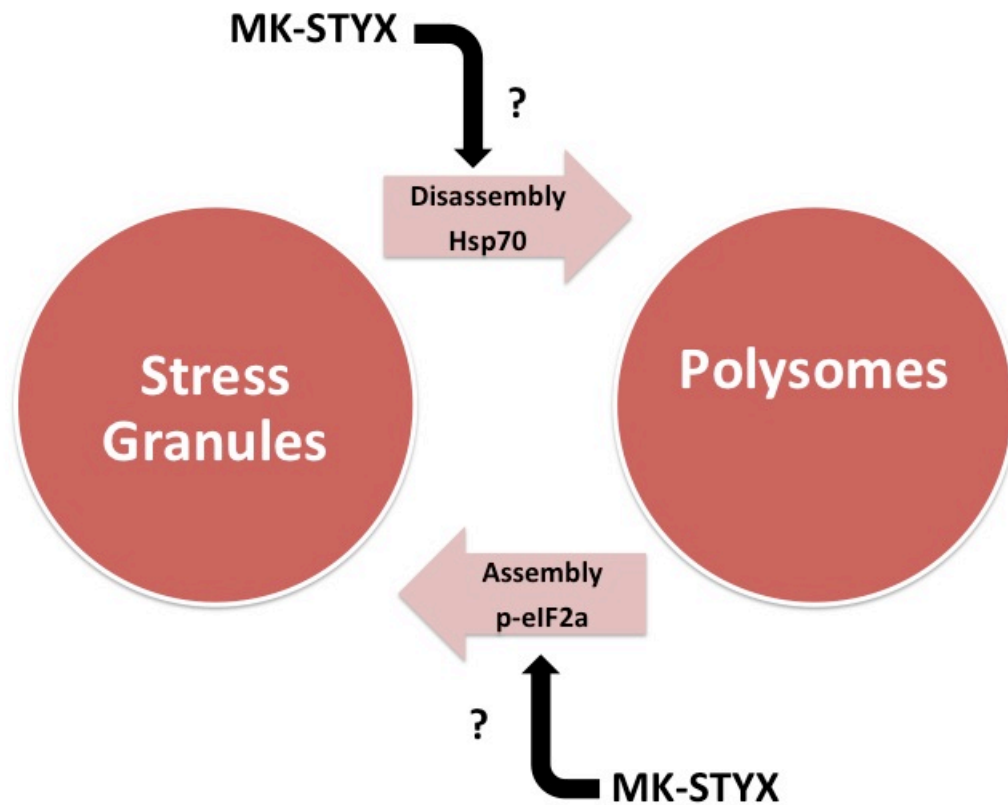 MK-STYX
?
Disassembly
Hsp70
Stress
Granules
Polysomes
Assembly
p-eIF2a
?
MK-STYX